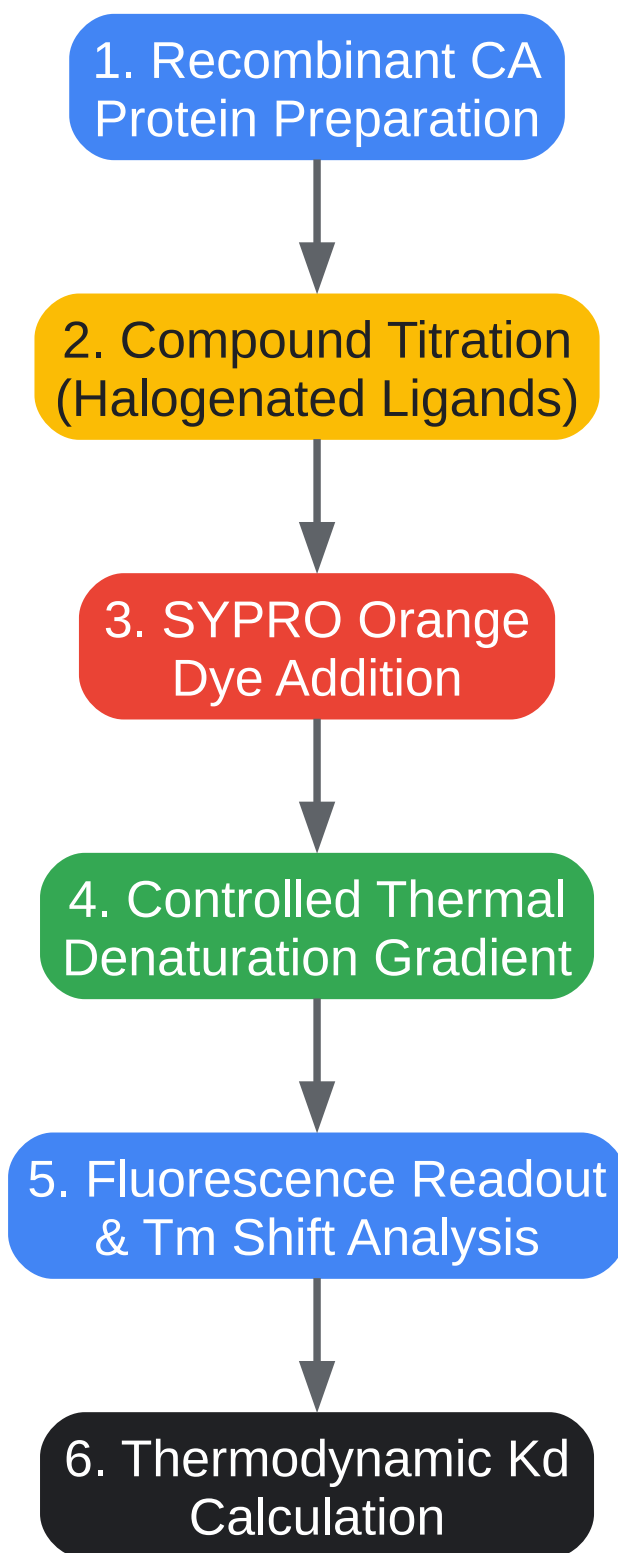 1. Recombinant CA
Protein Preparation
2. Compound Titration
(Halogenated Ligands)
3. SYPRO Orange
Dye Addition
4. Controlled Thermal
Denaturation Gradient
5. Fluorescence Readout
& Tm Shift Analysis
6. Thermodynamic Kd
Calculation